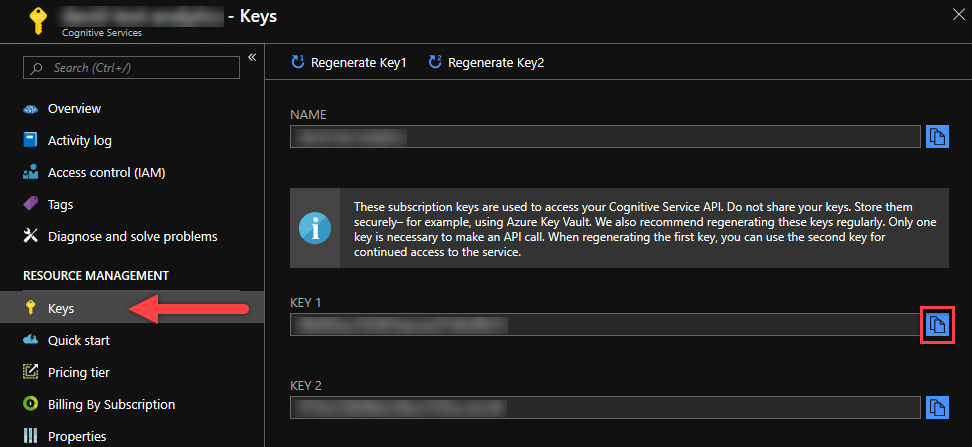 - Keys
Cognitive Services
Search (Ctrl+/)
Overview
Activity log
Access control (IAM)
Tags
Diagnose and solve problems
RESOURCE MANAGEMENT
Keys
Quick start
Pricing tier
Billing By Subscription
Properties
Regenerate Key1
Regenerate Key2
NAME
These subscription keys are used to access your Cognitive Service API. Do not share your keys. Store them
securely– for example, using Azure Key Vault. We also recommend regenerating these keys regularly. Only one
key is necessary to make an API call. When regenerating the first key, you can use the second key for
continued access to the service.
KEY 1
KEY 2